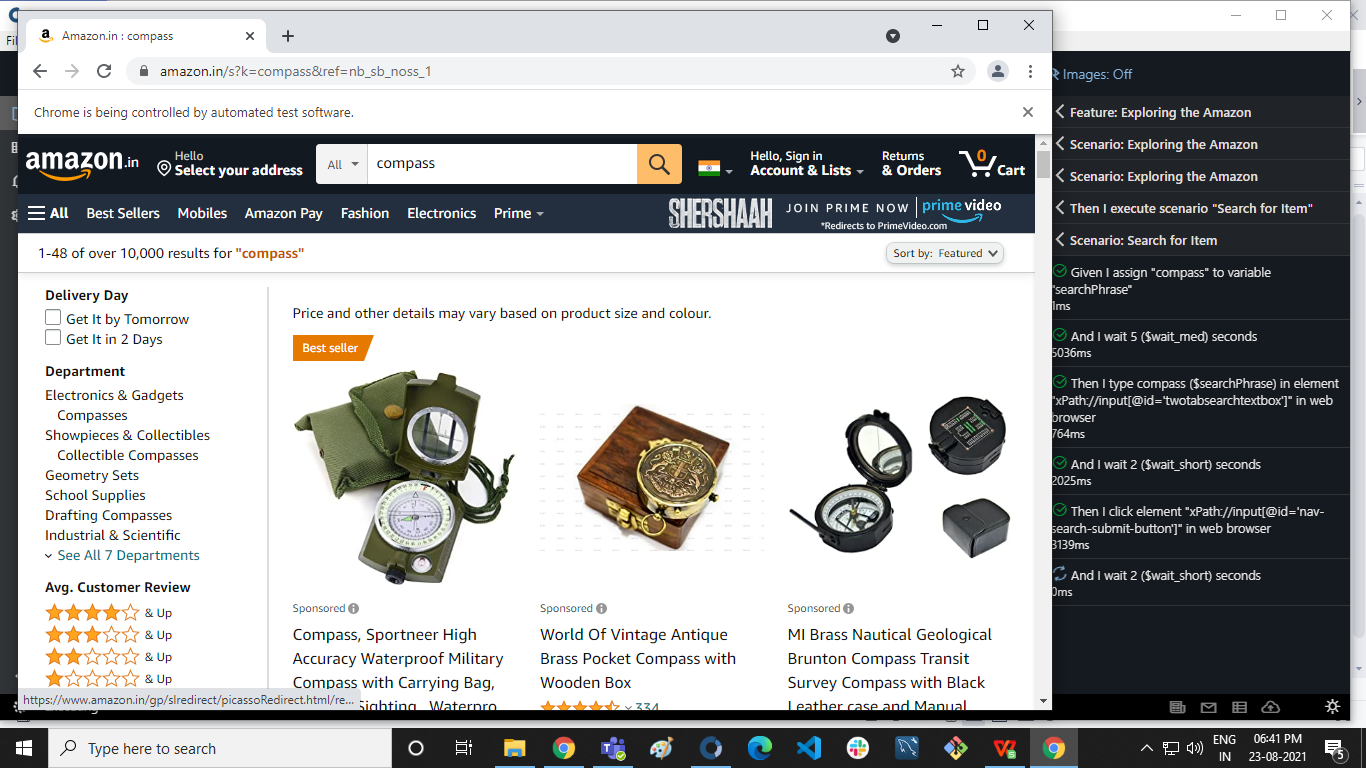 Amazon.in : compass
amazon.in/s?k=compass&ref=nb_sb_noss_1
Chrome is being controlled by automated test software.
amazon.in
Hello
Select your address
All
compass
Hello, Sign in
Account & Lists
Returns
& Orders
0
Cart
All
Best Sellers
Mobiles
Amazon Pay
Fashion
Electronics
Prime
SHERSHAAH
JOIN PRIME NOW
prime video
*Redirects to PrimeVideo.com
1-48 of over 10,000 results for "compass"
Sort by: Featured
Delivery Day
Get It by Tomorrow
Get It in 2 Days
Department
Electronics & Gadgets
Compasses
Showpieces & Collectibles
Collectible Compasses
Geometry Sets
School Supplies
Drafting Compasses
Industrial & Scientific
See All 7 Departments
Avg. Customer Review
& Up
& Up
& Up
& Up
https://www.amazon.in/gp/slredirect/picassoRedirect.html/re...
Price and other details may vary based on product size and colour.
Best seller
Sponsored
Compass, Sportneer High
Accuracy Waterproof Military
Compass with Carrying Bag,
Sponsored
World Of Vintage Antique
Brass Pocket Compass with
Wooden Box
334
Sponsored
MI Brass Nautical Geological
Brunton Compass Transit
Survey Compass with Black
Leather case and Manual
Images: Off
Feature: Exploring the Amazon
Scenario: Exploring the Amazon
Scenario: Exploring the Amazon
Then I execute scenario "Search for Item"
Scenario: Search for Item
Given I assign "compass" to variable
"searchPhrase"
1ms
And I wait 5 ($wait_med) seconds
5036ms
Then I type compass ($searchPhrase) in element
"xPath://input[@id='twotabsearchtextbox']" in web
browser
764ms
And I wait 2 ($wait_short) seconds
2025ms
Then I click element "xPath://input[@id='nav-
search-submit-button']" in web browser
3139ms
And I wait 2 ($wait_short) seconds
0ms
Type here to search
ENG
IN
06:41 PM
23-08-2021
5